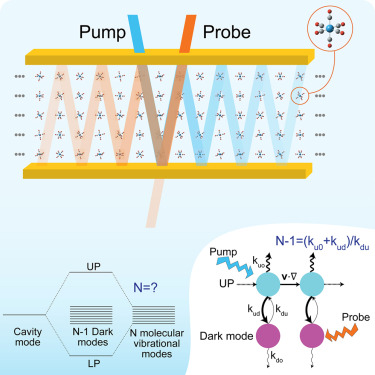 Pump Probe
UP
N=?
Cavity
mode
N-1 Dark
modes
N molecular
vibrational
modes
LP
N-1=(ku0+kud)/kdu
Pump
kuo
UP
v·∇
kud
kdu
Dark mode
Probe
kdo